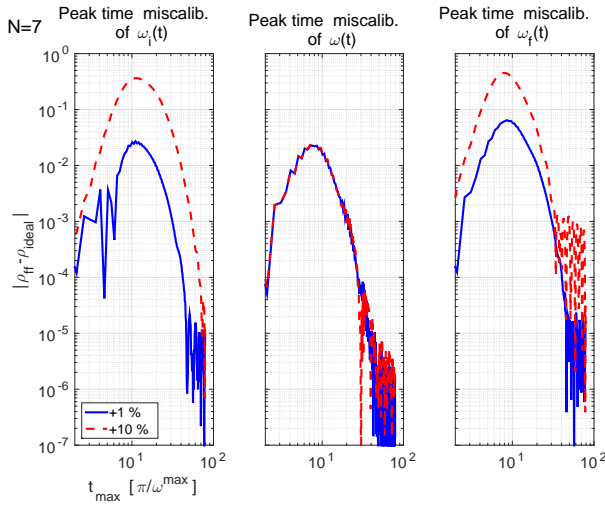 N=7
Peak time miscalib.
of ω_i(t)
Peak time miscalib.
of ω(t)
Peak time miscalib.
of ω_f(t)
|ρ_ff-ρ_ideal|
10^0
10^-1
10^-2
10^-3
10^-4
10^-5
10^-6
10^-7
+1 %
+10 %
10^1 10^2
10^1 10^2
10^1 10^2
t_max [π/ω^max]